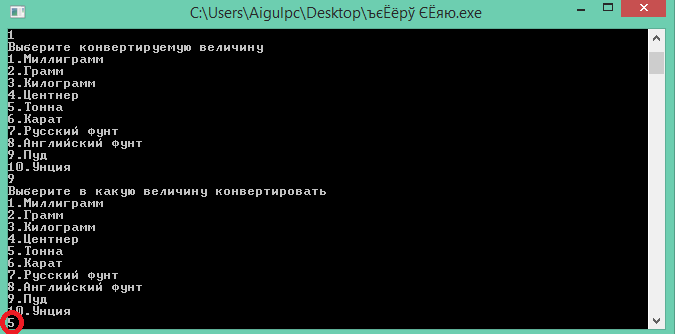 C:\Users\Aigulpc\Desktop\ъєЁёрў ЄЁяю.exe
1
Выберите конвертируемую величину
1.Миллиграмм
2.Грамм
3.Килограмм
4.Центнер
5.Тонна
6.Карат
7.Русский фунт
8.Английский фунт
9.Пуд
10.Унция
9
Выберите в какую величину конвертировать
1.Миллиграмм
2.Грамм
3.Килограмм
4.Центнер
5.Тонна
6.Карат
7.Русский фунт
8.Английский фунт
9.Пуд
10.Унция
5